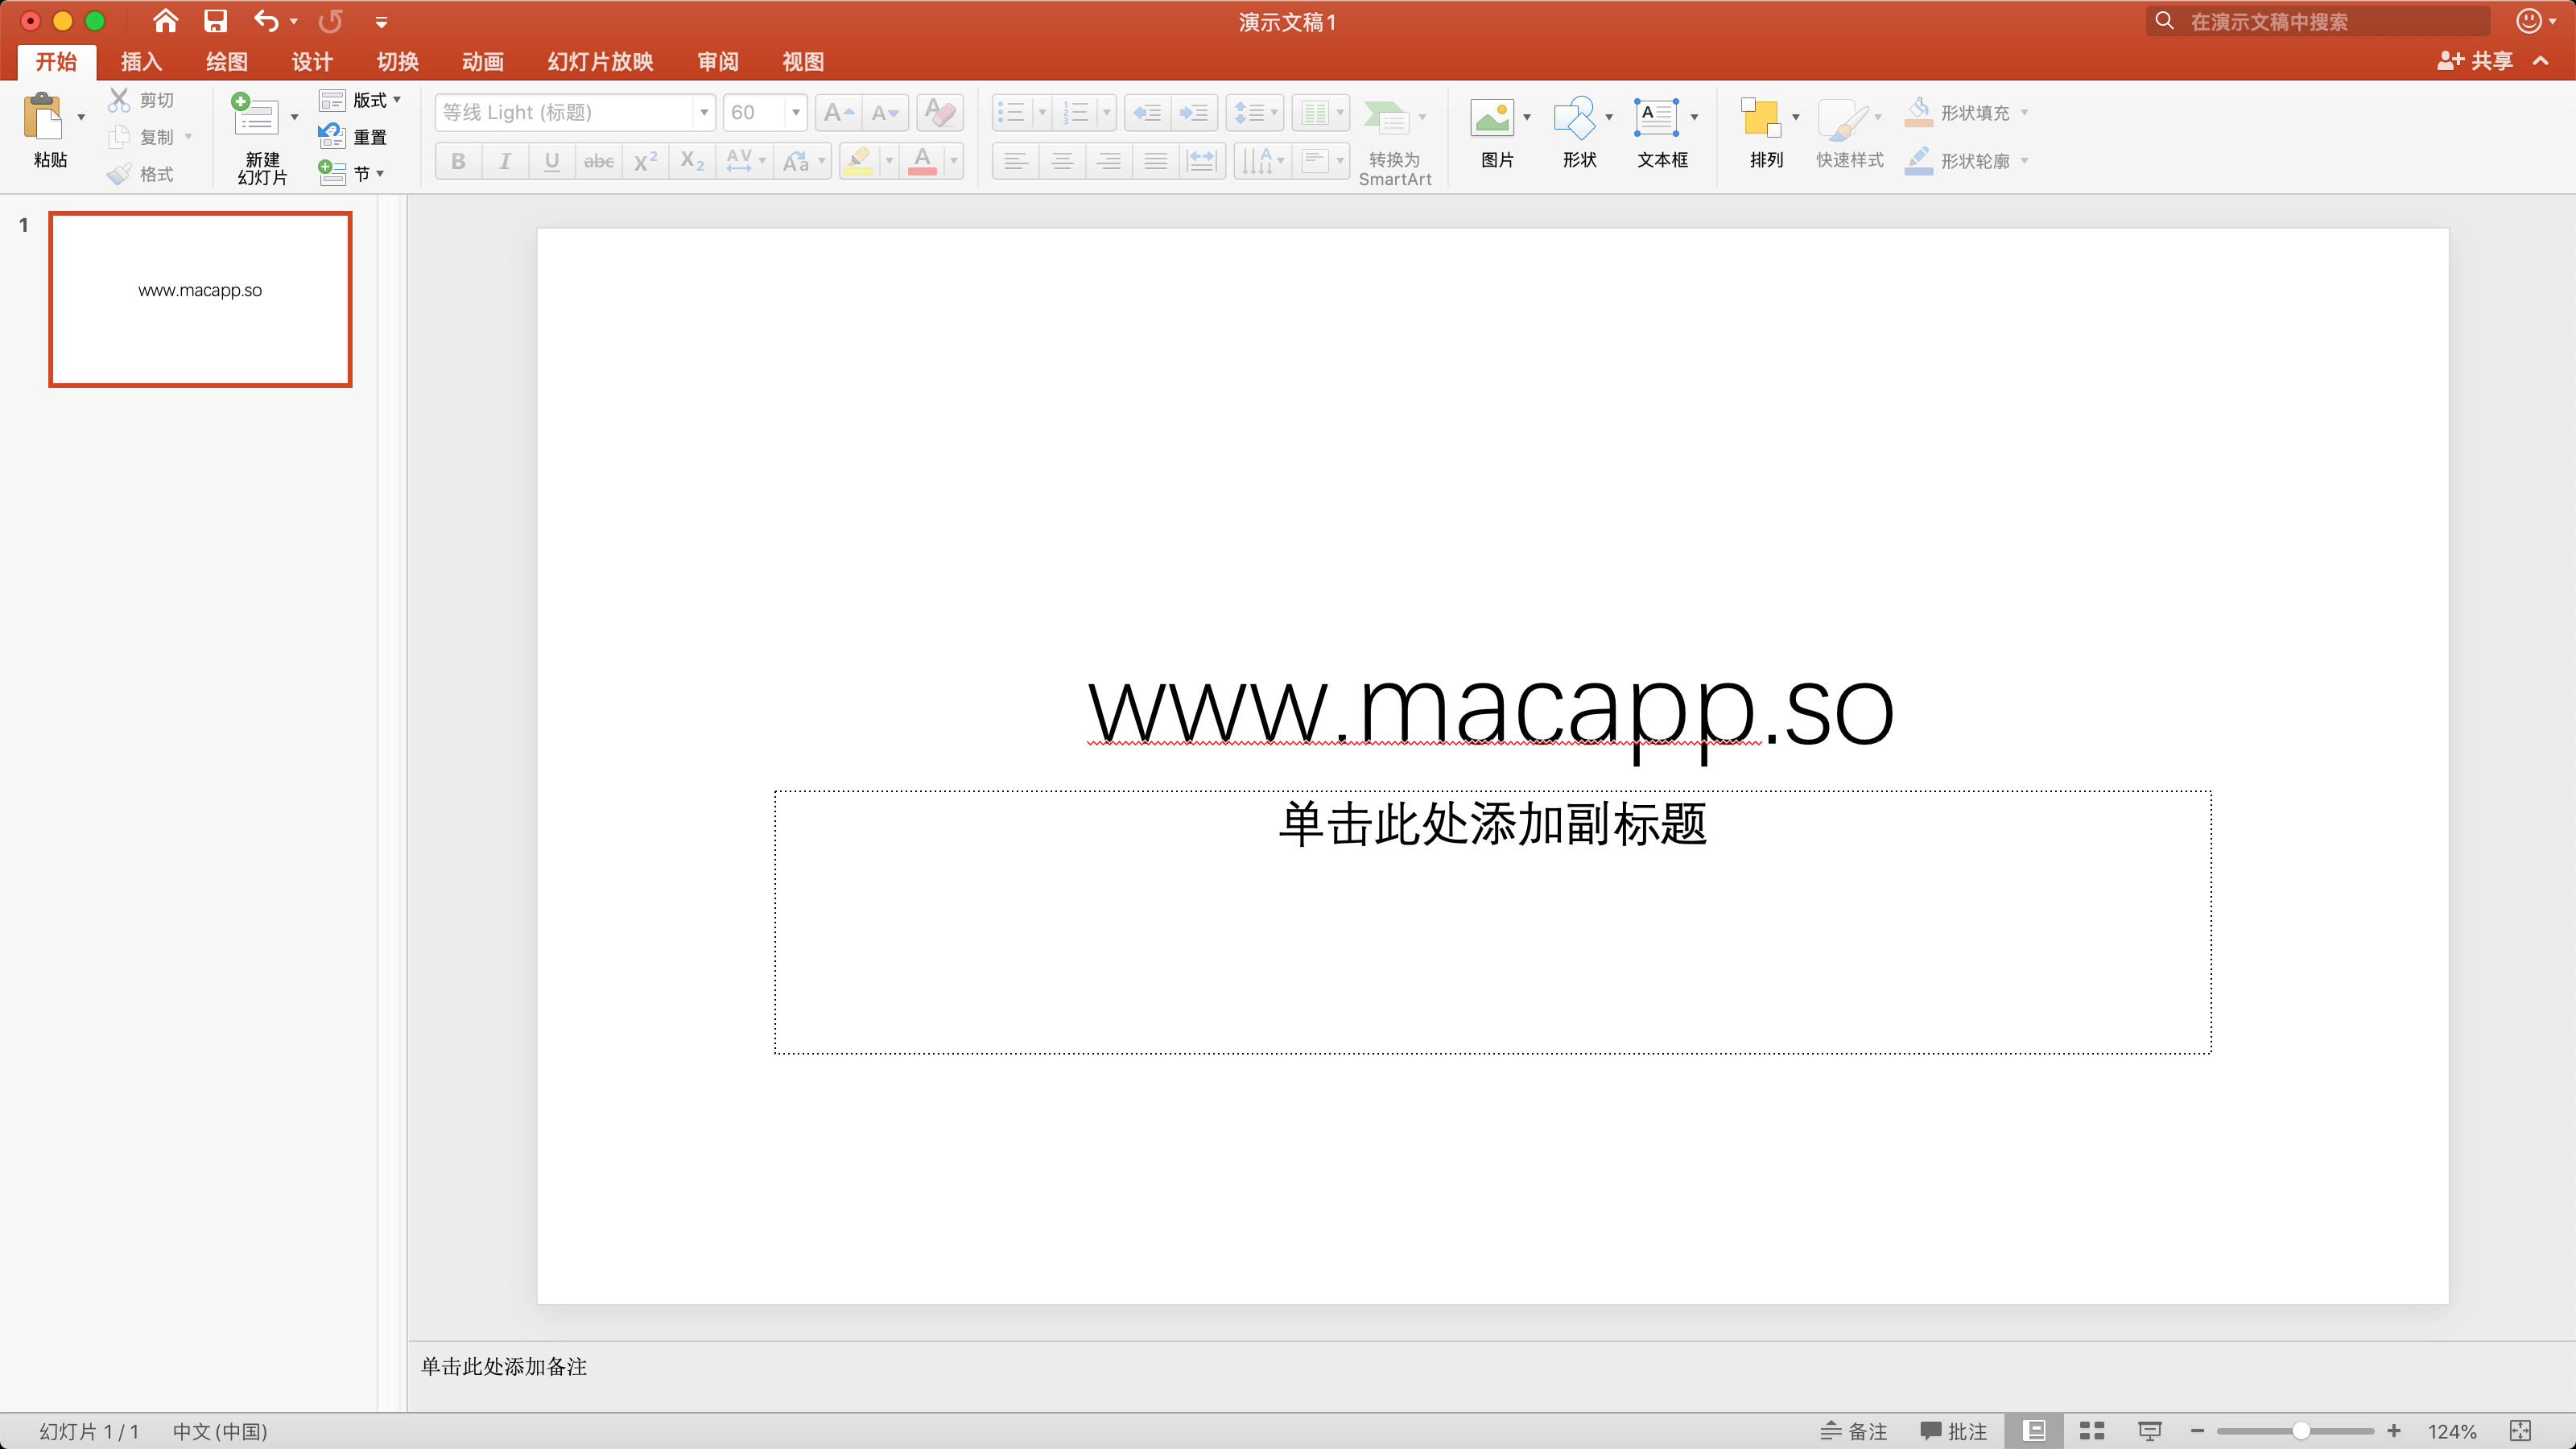 演示文稿1
在演示文稿中搜索
开始 插入 绘图 设计 切换 动画 幻灯片放映 审阅 视图 共享
粘贴
剪切
复制
格式
新建
幻灯片
版式
重置
节
等线 Light (标题) 60
转换为
SmartArt
图片 形状 文本框 排列 快速样式
形状填充
形状轮廓
1
www.macapp.so
www.macapp.so
单击此处添加副标题
单击此处添加备注
幻灯片 1 / 1 中文 (中国) 备注 批注 124%